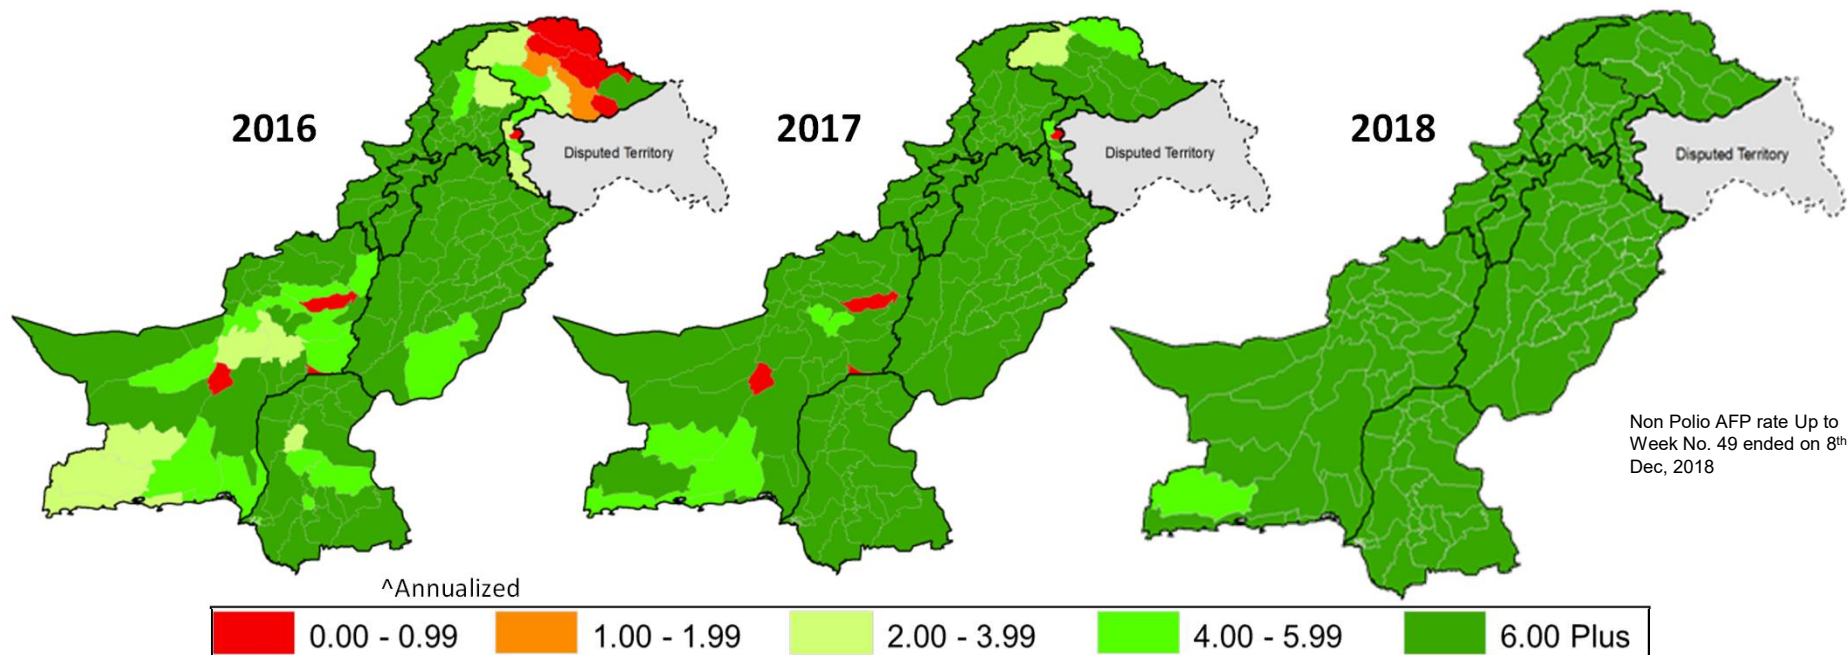 2016
2017
2018
Disputed Territory
Disputed Territory
Disputed Territory
Non Polio AFP rate Up to
Week No. 49 ended on 8th
Dec, 2018
^Annualized
0.00 - 0.99
1.00 - 1.99
2.00 - 3.99
4.00 - 5.99
6.00 Plus